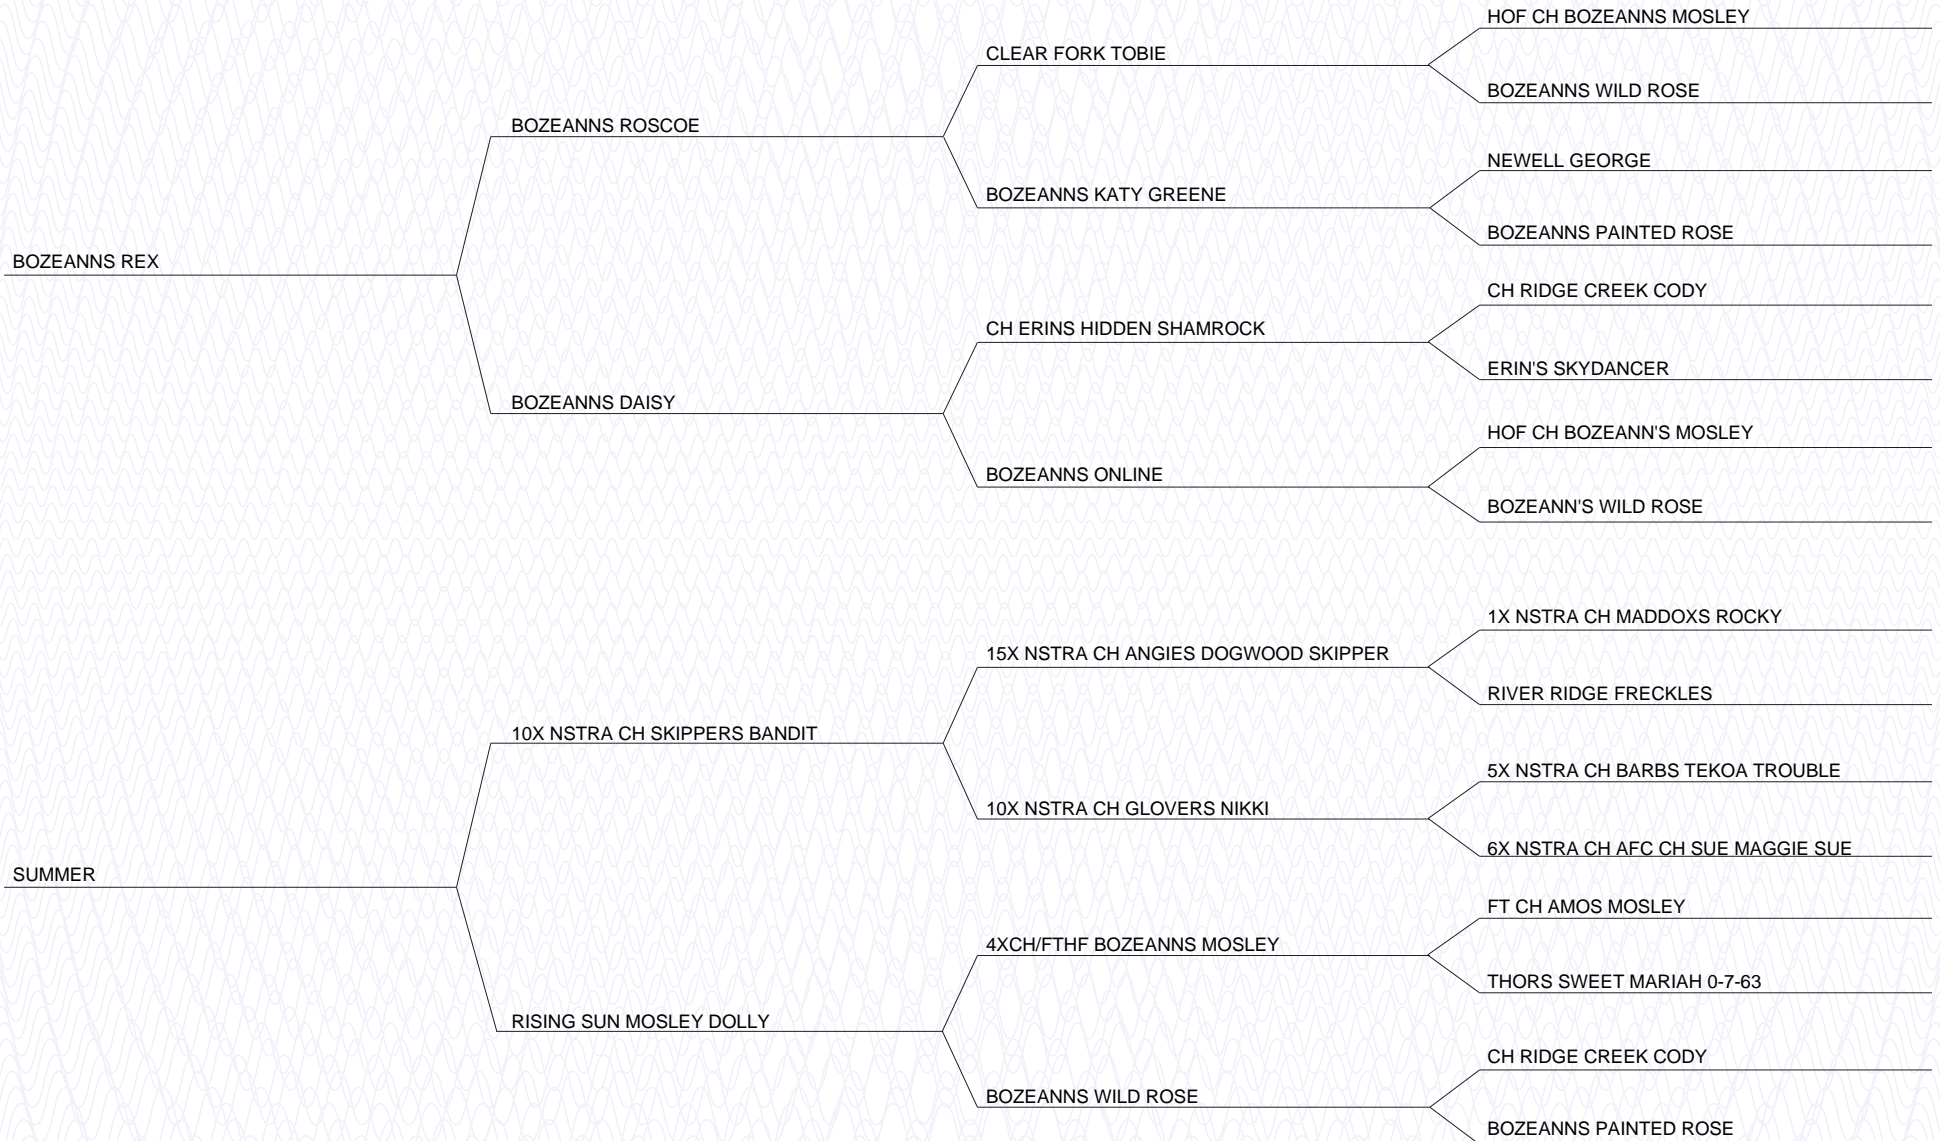 HOF CH BOZEANNS MOSLEY
CLEAR FORK TOBIE
BOZEANNS WILD ROSE
BOZEANNS ROSCOE
NEWELL GEORGE
BOZEANNS KATY GREENE
BOZEANNS PAINTED ROSE
BOZEANNS REX
CH RIDGE CREEK CODY
CH ERINS HIDDEN SHAMROCK
ERIN'S SKYDANCER
BOZEANNS DAISY
HOF CH BOZEANN'S MOSLEY
BOZEANNS ONLINE
BOZEANN'S WILD ROSE
1X NSTRA CH MADDOXS ROCKY
15X NSTRA CH ANGIES DOGWOOD SKIPPER
RIVER RIDGE FRECKLES
10X NSTRA CH SKIPPERS BANDIT
5X NSTRA CH BARBS TEKOA TROUBLE
10X NSTRA CH GLOVERS NIKKI
6X NSTRA CH AFC CH SUE MAGGIE SUE
SUMMER
FT CH AMOS MOSLEY
4XCH/FTHF BOZEANNS MOSLEY
THORS SWEET MARIAH 0-7-63
RISING SUN MOSLEY DOLLY
CH RIDGE CREEK CODY
BOZEANNS WILD ROSE
BOZEANNS PAINTED ROSE